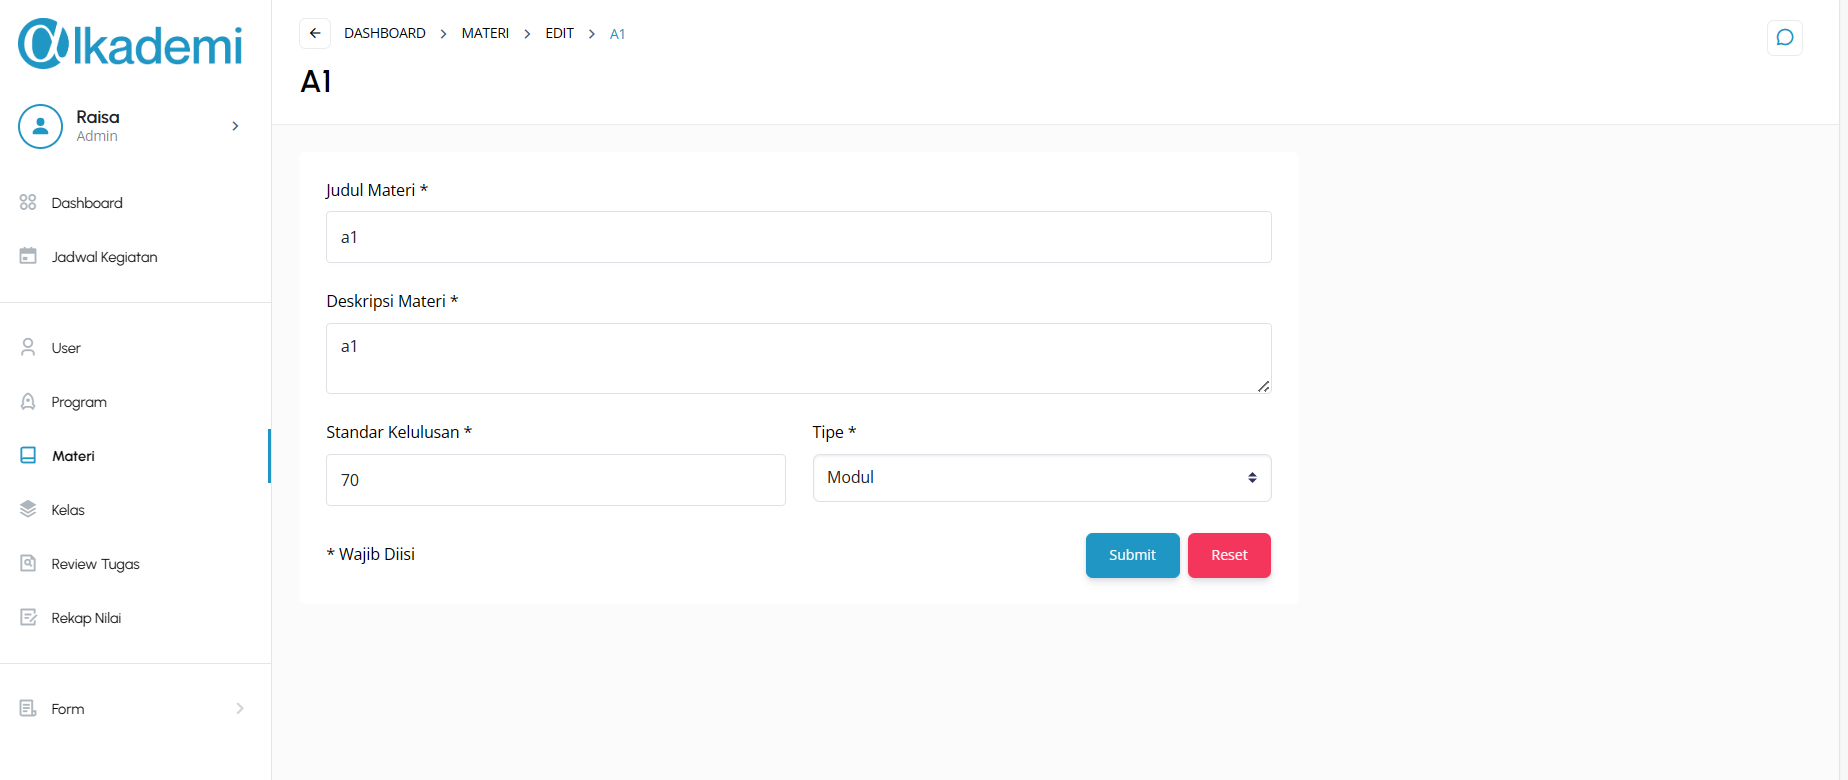 alkademi
Raisa
Admin
Dashboard
Jadwal Kegiatan
User
Program
Materi
Kelas
Review Tugas
Rekap Nilai
Form
DASHBOARD > MATERI > EDIT > A1
A1
Judul Materi *
a1
Deskripsi Materi *
a1
Standar Kelulusan * Tipe *
70 Modul
* Wajib Diisi Submit Reset